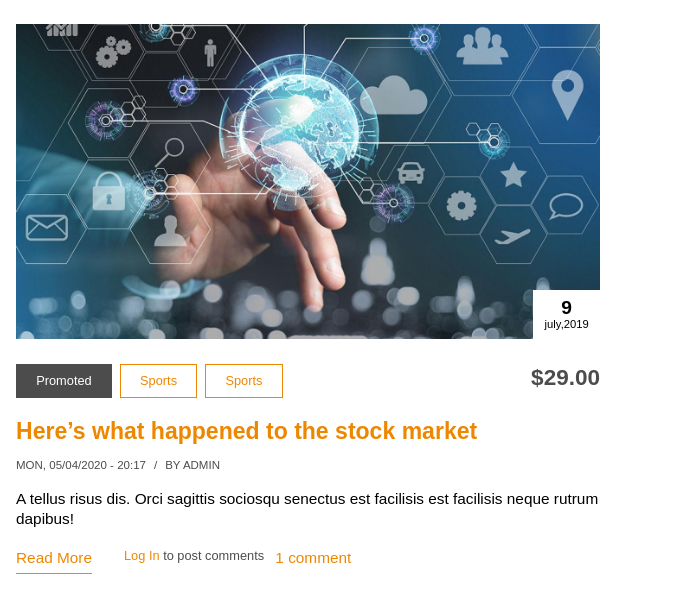 9
july,2019
Promoted
Sports
Sports
$29.00
Here’s what happened to the stock market
MON, 05/04/2020 - 20:17 / BY ADMIN
A tellus risus dis. Orci sagittis sociosqu senectus est facilisis est facilisis neque rutrum
dapibus!
Read More
Log In to post comments
1 comment